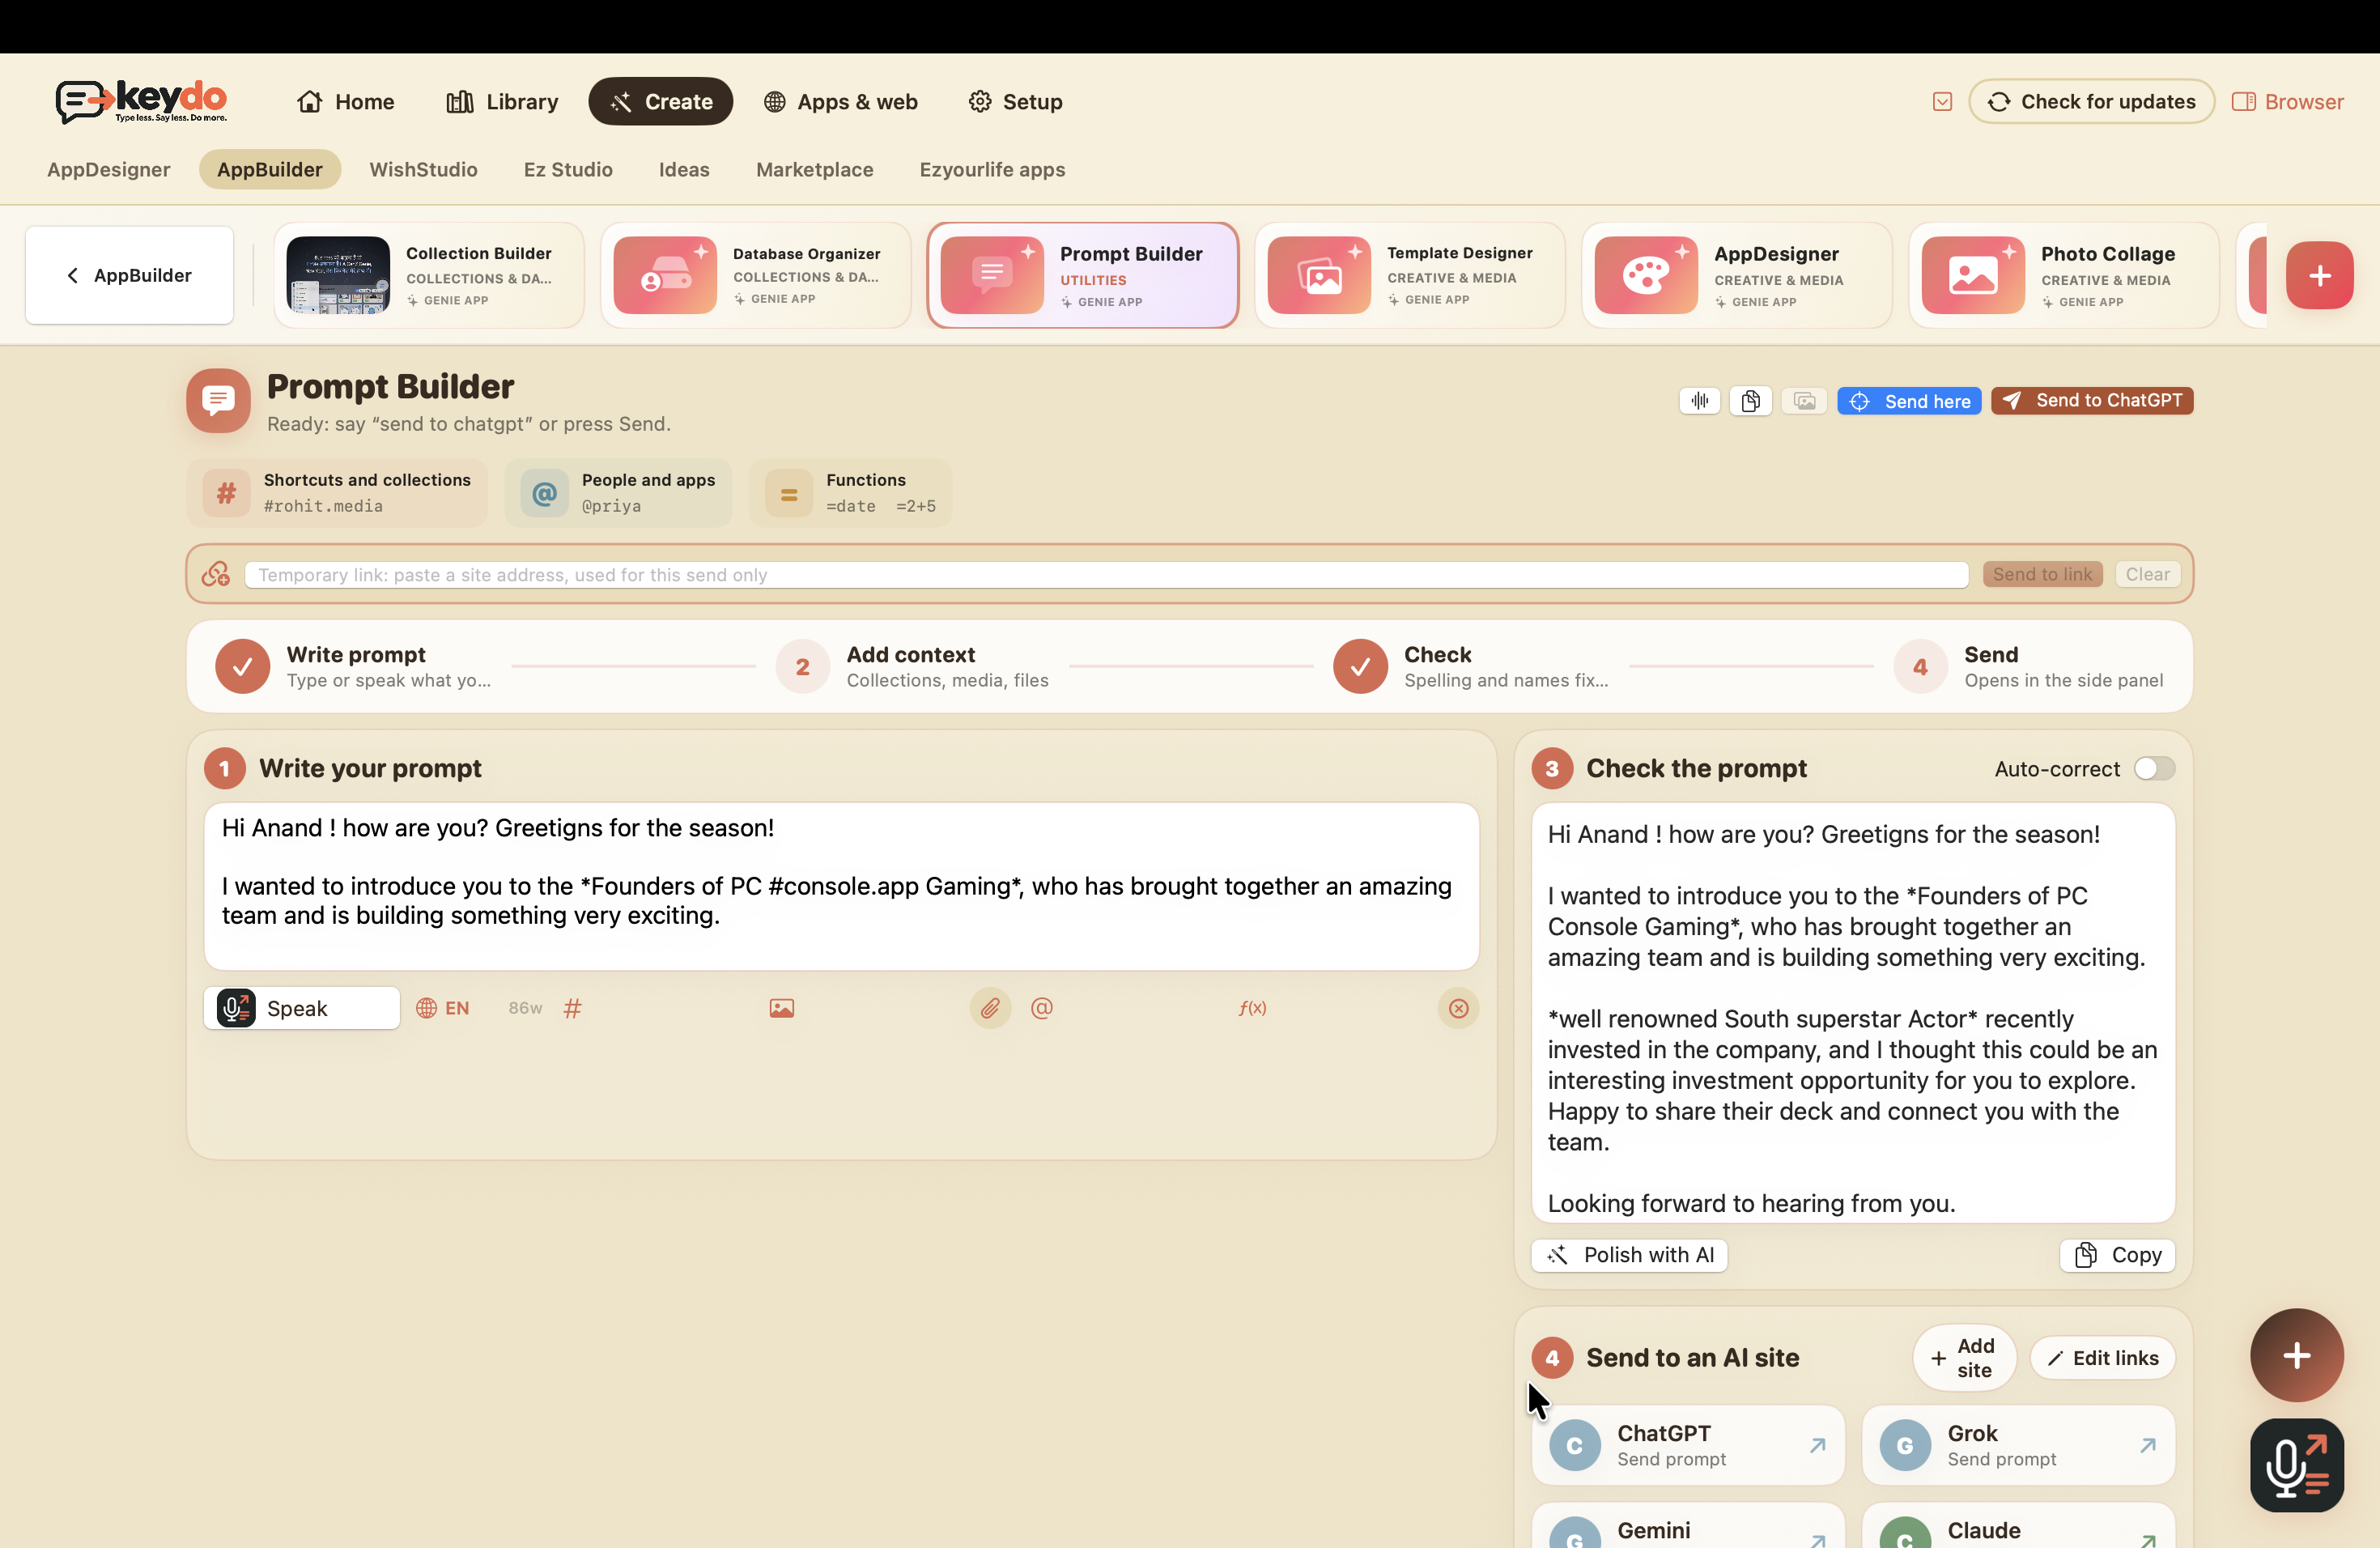 keydo
Type less. Say less. Do more.
Home
Library
Create
Apps & web
Setup
Check for updates
Browser
AppDesigner
AppBuilder
WishStudio
Ez Studio
Ideas
Marketplace
Ezyourlife apps
AppBuilder
Collection Builder
COLLECTIONS & DA...
GENIE APP
Database Organizer
COLLECTIONS & DA...
GENIE APP
Prompt Builder
UTILITIES
GENIE APP
Template Designer
CREATIVE & MEDIA
GENIE APP
AppDesigner
CREATIVE & MEDIA
GENIE APP
Photo Collage
CREATIVE & MEDIA
GENIE APP
+
Prompt Builder
Ready: say “send to chatgpt” or press Send.
Send here
Send to ChatGPT
# Shortcuts and collections
#rohit.media
@ People and apps
@priya
= Functions
=date =2+5
Temporary link: paste a site address, used for this send only
Send to link
Clear
Write prompt
Type or speak what yo...
2 Add context
Collections, media, files
Check
Spelling and names fix...
4 Send
Opens in the side panel
1 Write your prompt
Hi Anand ! how are you? Greetigns for the season!
I wanted to introduce you to the *Founders of PC #console.app Gaming*, who has brought together an amazing
team and is building something very exciting.
Speak
EN
86w
#
@
f(x)
3 Check the prompt
Auto-correct
Hi Anand ! how are you? Greetigns for the season!
I wanted to introduce you to the *Founders of PC
Console Gaming*, who has brought together an
amazing team and is building something very exciting.
*well renowned South superstar Actor* recently
invested in the company, and I thought this could be an
interesting investment opportunity for you to explore.
Happy to share their deck and connect you with the
team.
Looking forward to hearing from you.
Polish with AI
Copy
4 Send to an AI site
+ Add
site
Edit links
C ChatGPT
Send prompt
G Grok
Send prompt
G Gemini
C Claude
+